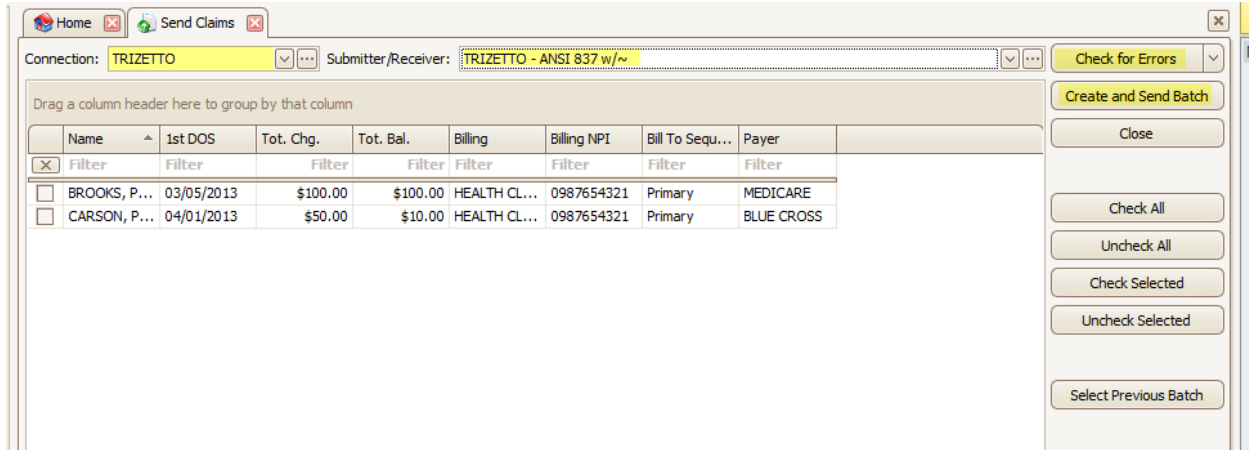 Home Send Claims
Connection: TRIZETTO Submitter/Receiver: TRIZETTO - ANSI 837 w/~ Check for Errors
Drag a column header here to group by that column
Create and Send Batch
Name 1st DOS Tot. Chg. Tot. Bal. Billing Billing NPI Bill To Sequ... Payer
Close
Filter Filter Filter Filter Filter Filter Filter Filter
BROOKS, P... 03/05/2013 $100.00 $100.00 HEALTH CL... 0987654321 Primary MEDICARE
CARSON, P... 04/01/2013 $50.00 $10.00 HEALTH CL... 0987654321 Primary BLUE CROSS
Check All
Uncheck All
Check Selected
Uncheck Selected
Select Previous Batch